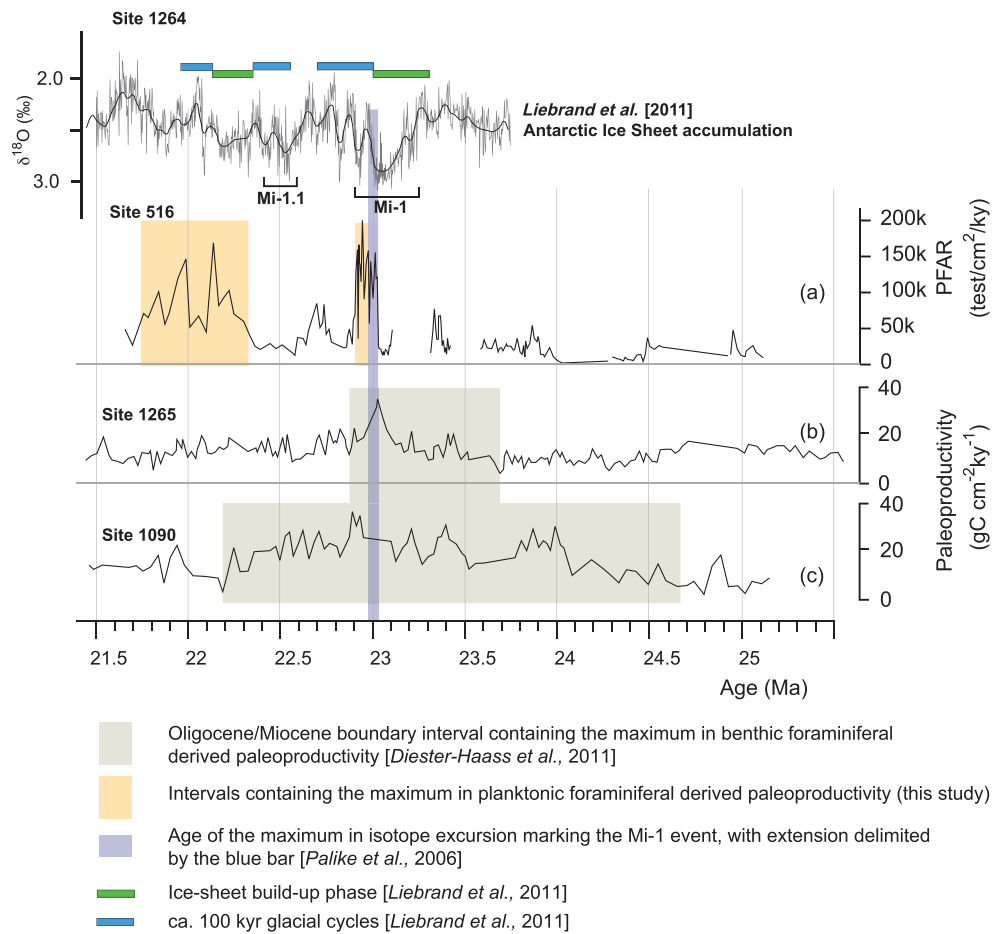 Site 1264
2.0
3.0
δ18O (‰)
Liebrand et al. [2011]
Antarctic Ice Sheet accumulation
Mi-1.1
Mi-1
Site 516
200k
150k
100k
50k
0
PFAR
(test/cm2/ky)
(a)
Site 1265
40
20
0
(b)
Site 1090
40
20
0
(c)
Paleoproductivity
(gC cm-2ky-1)
21.5 22 22.5 23 23.5 24 24.5 25
Age (Ma)
Oligocene/Miocene boundary interval containing the maximum in benthic foraminiferal
derived paleoproductivity [Diester-Haass et al., 2011]
Intervals containing the maximum in planktonic foraminiferal derived paleoproductivity (this study)
Age of the maximum in isotope excursion marking the Mi-1 event, with extension delimited
by the blue bar [Palike et al., 2006]
Ice-sheet build-up phase [Liebrand et al., 2011]
ca. 100 kyr glacial cycles [Liebrand et al., 2011]